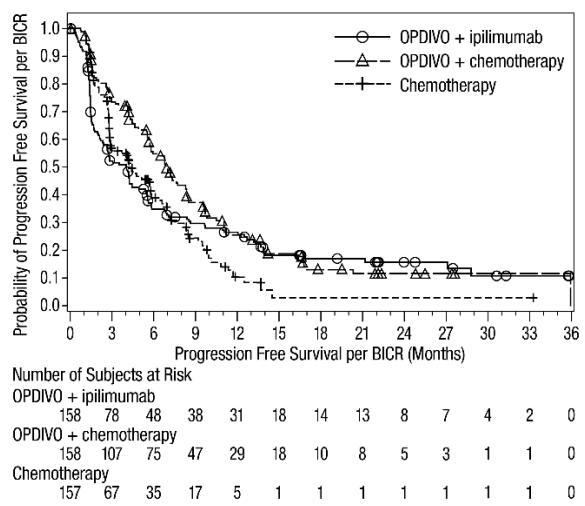 Probability of Progression Free Survival per BICR
1.0
0.9
0.8
0.7
0.6
0.5
0.4
0.3
0.2
0.1
0.0
OPDIVO + ipilimumab
OPDIVO + chemotherapy
Chemotherapy
0 3 6 9 12 15 18 21 24 27 30 33 36
Progression Free Survival per BICR (Months)
Number of Subjects at Risk
OPDIVO + ipilimumab
158 78 48 38 31 18 14 13 8 7 4 2 0
OPDIVO + chemotherapy
158 107 75 47 29 18 10 8 5 3 1 1 0
Chemotherapy
157 67 35 17 5 1 1 1 1 1 1 1 0